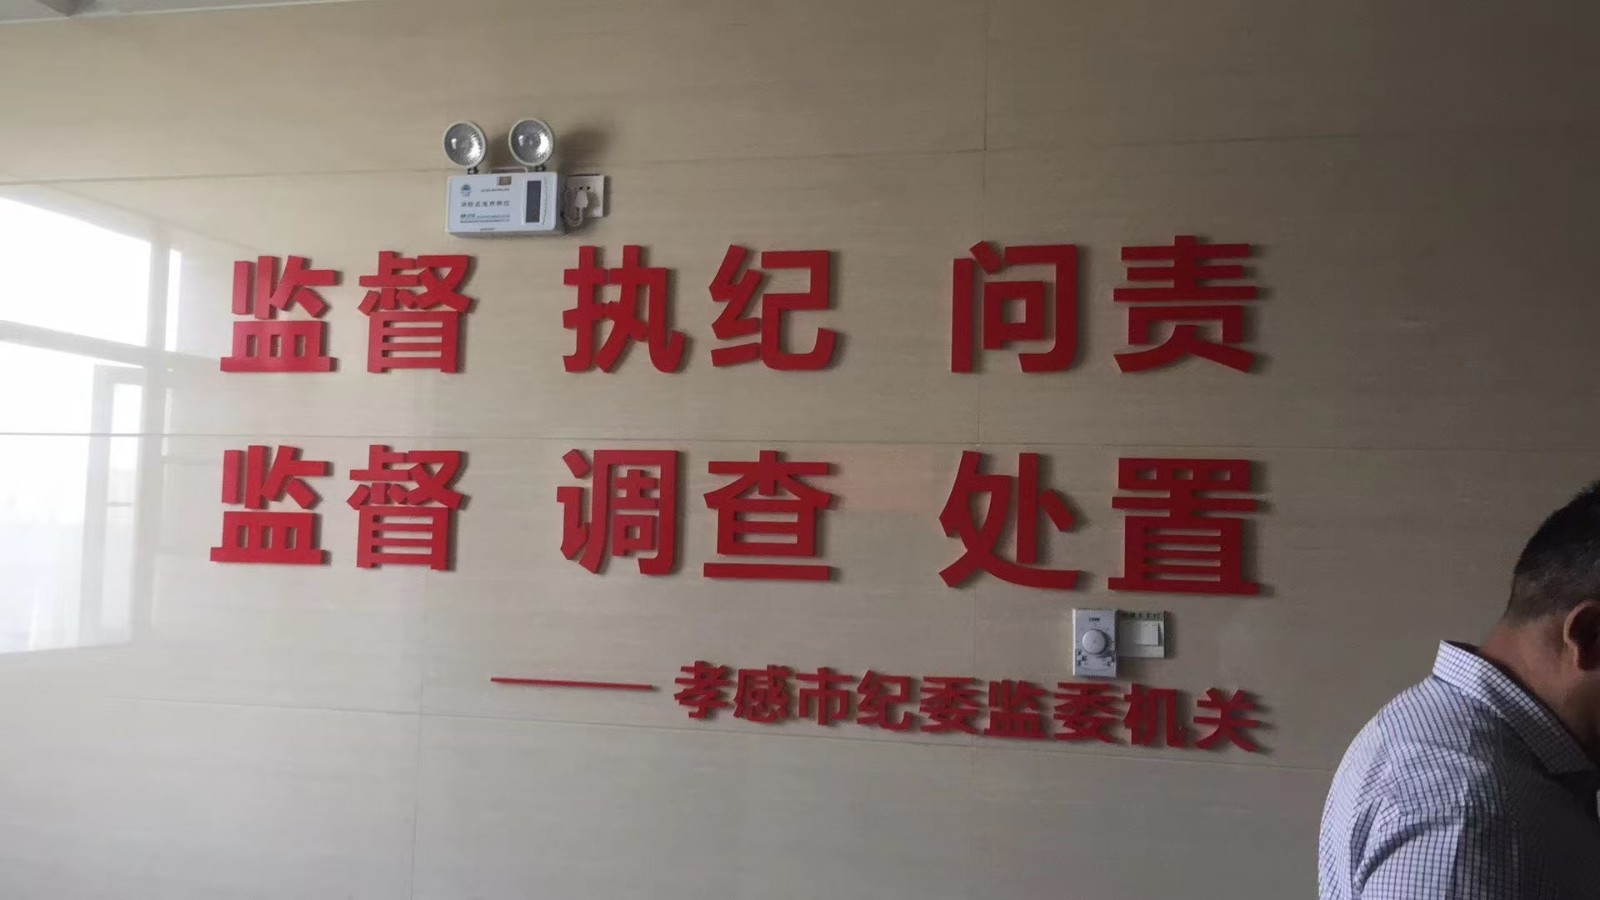 监督 执纪 问责
监督 调查 处置
——孝感市纪委监委机关